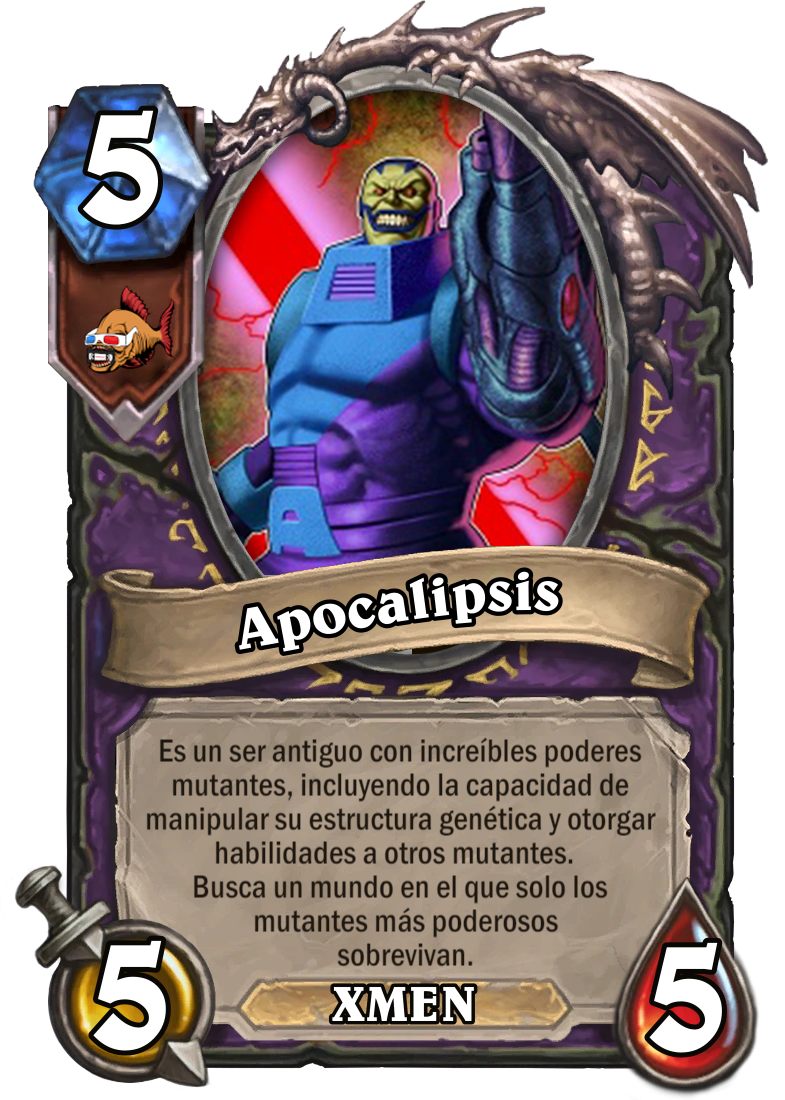 5
Apocalipsis
Es un ser antiguo con increíbles poderes
mutantes, incluyendo la capacidad de
manipular su estructura genética y otorgar
habilidades a otros mutantes.
Busca un mundo en el que solo los
mutantes más poderosos
sobrevivan.
XMEN
5
5